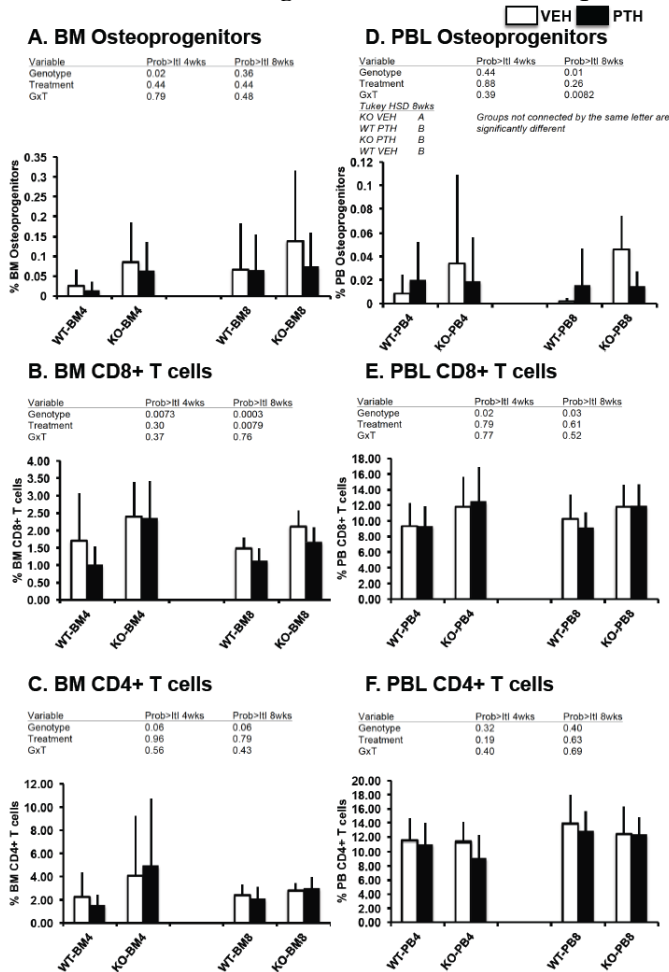 VEH PTH
A. BM Osteoprogenitors
Variable Prob>ItI 4wks Prob>ItI 8wks
Genotype 0.02 0.36
Treatment 0.44 0.44
GxT 0.79 0.48
0.35
0.3
0.25
0.2
0.15
0.1
0.05
0
% BM Osteoprogenitors
WT-BM4 KO-BM4 WT-BM8 KO-BM8
D. PBL Osteoprogenitors
Variable Prob>ItI 4wks Prob>ItI 8wks
Genotype 0.44 0.01
Treatment 0.88 0.26
GxT 0.39 0.0082
Tukey HSD 8wks
KO VEH A Groups not connected by the same letter are
WT PTH B significantly different
KO PTH B
WT VEH B
0.12
0.1
0.08
0.06
0.04
0.02
0
% PB Osteoprogenitors
WT-PB4 KO-PB4 WT-PB8 KO-PB8
B. BM CD8+ T cells
Variable Prob>ItI 4wks Prob>ItI 8wks
Genotype 0.0073 0.0003
Treatment 0.30 0.0079
GxT 0.37 0.76
4.00
3.50
3.00
2.50
2.00
1.50
1.00
0.50
0.00
% BM CD8+ T cells
WT-BM4 KO-BM4 WT-BM8 KO-BM8
E. PBL CD8+ T cells
Variable Prob>ItI 4wks Prob>ItI 8wks
Genotype 0.02 0.03
Treatment 0.79 0.61
GxT 0.77 0.52
18.00
16.00
14.00
12.00
10.00
8.00
6.00
4.00
2.00
0.00
% PB CD8+ T cells
WT-PB4 KO-PB4 WT-PB8 KO-PB8
C. BM CD4+ T cells
Variable Prob>ItI 4wks Prob>ItI 8wks
Genotype 0.06 0.06
Treatment 0.96 0.79
GxT 0.56 0.43
12.00
10.00
8.00
6.00
4.00
2.00
0.00
% BM CD4+ T cells
WT-BM4 KO-BM4 WT-BM8 KO-BM8
F. PBL CD4+ T cells
Variable Prob>ItI 4wks Prob>ItI 8wks
Genotype 0.32 0.40
Treatment 0.19 0.63
GxT 0.40 0.69
20.00
18.00
16.00
14.00
12.00
10.00
8.00
6.00
4.00
2.00
0.00
% PB CD4+ T cells
WT-PB4 KO-PB4 WT-PB8 KO-PB8